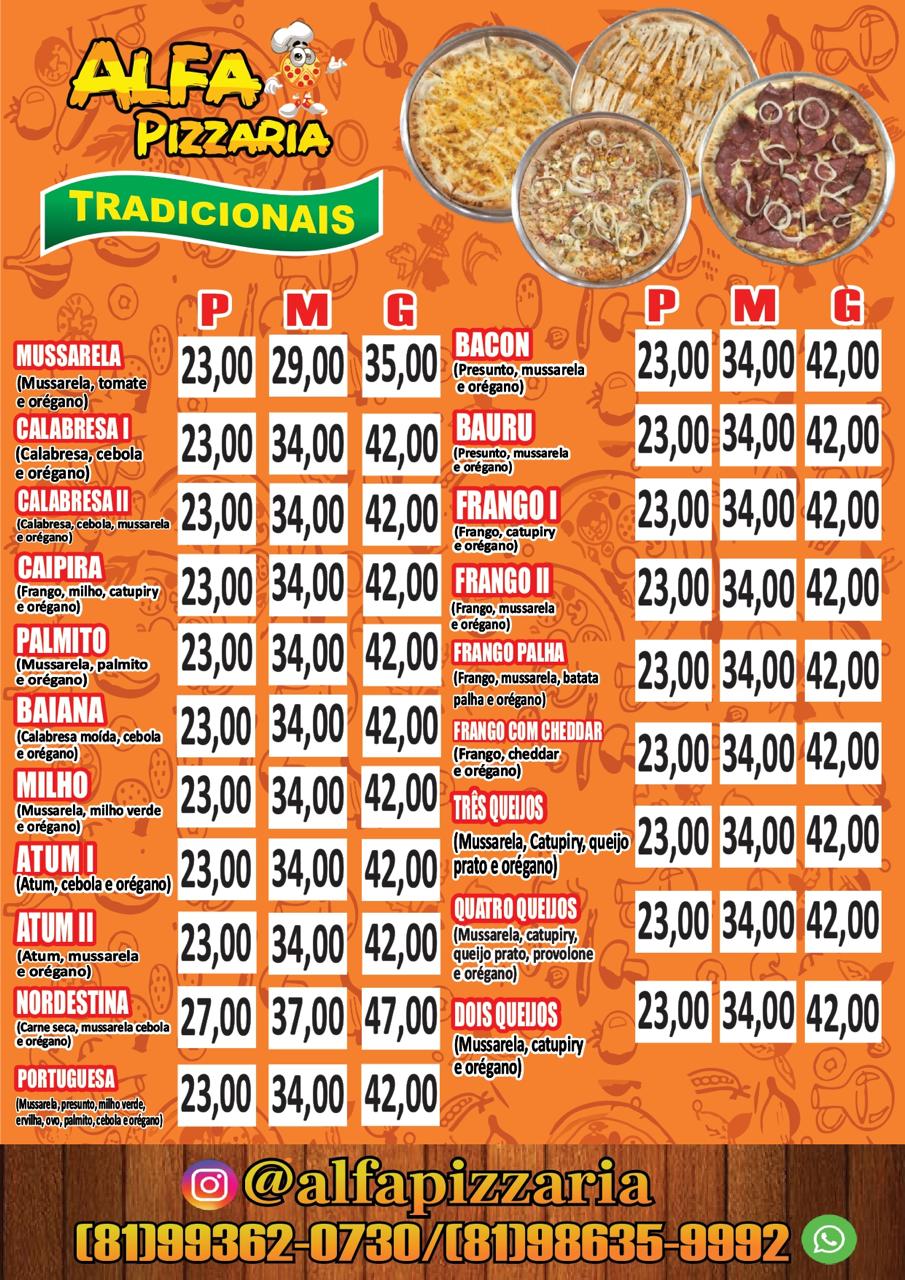 ALFA
PIZZARIA
TRADICIONAIS
P M G
MUSSARELA
(Mussarela, tomate
e orégano)
23,00 29,00 35,00
CALABRESA I
(Calabresa, cebola
e orégano)
23,00 34,00 42,00
CALABRESA II
(Calabresa, cebola, mussarela
e orégano)
23,00 34,00 42,00
CAIPIRA
(Frango, milho, catupiry
e orégano)
23,00 34,00 42,00
PALMITO
(Mussarela, palmito
e orégano)
23,00 34,00 42,00
BAIANA
(Calabresa moída, cebola
e orégano)
23,00 34,00 42,00
MILHO
(Mussarela, milho verde
e orégano)
23,00 34,00 42,00
ATUM I
(Atum, cebola e orégano)
23,00 34,00 42,00
ATUM II
(Atum, mussarela
e orégano)
23,00 34,00 42,00
NORDESTINA
(Carne seca, mussarela cebola
e orégano)
27,00 37,00 47,00
PORTUGUESA
(Mussarela, presunto, milho verde,
ervilha, ovo, palmito, cebola e orégano)
23,00 34,00 42,00
P M G
BACON
(Presunto, mussarela
e orégano)
23,00 34,00 42,00
BAURU
(Presunto, mussarela
e orégano)
23,00 34,00 42,00
FRANGO I
(Frango, catupiry
e orégano)
23,00 34,00 42,00
FRANGO II
(Frango, mussarela
e orégano)
23,00 34,00 42,00
FRANGO PALHA
(Frango, mussarela, batata
palha e orégano)
23,00 34,00 42,00
FRANGO COM CHEDDAR
(Frango, cheddar
e orégano)
23,00 34,00 42,00
TRÊS QUEIJOS
(Mussarela, Catupiry, queijo
prato e orégano)
23,00 34,00 42,00
QUATRO QUEIJOS
(Mussarela, catupiry,
queijo prato, provolone
e orégano)
23,00 34,00 42,00
DOIS QUEIJOS
(Mussarela, catupiry
e orégano)
23,00 34,00 42,00
@alfapizzaria
(81)99362-0730/(81)98635-9992